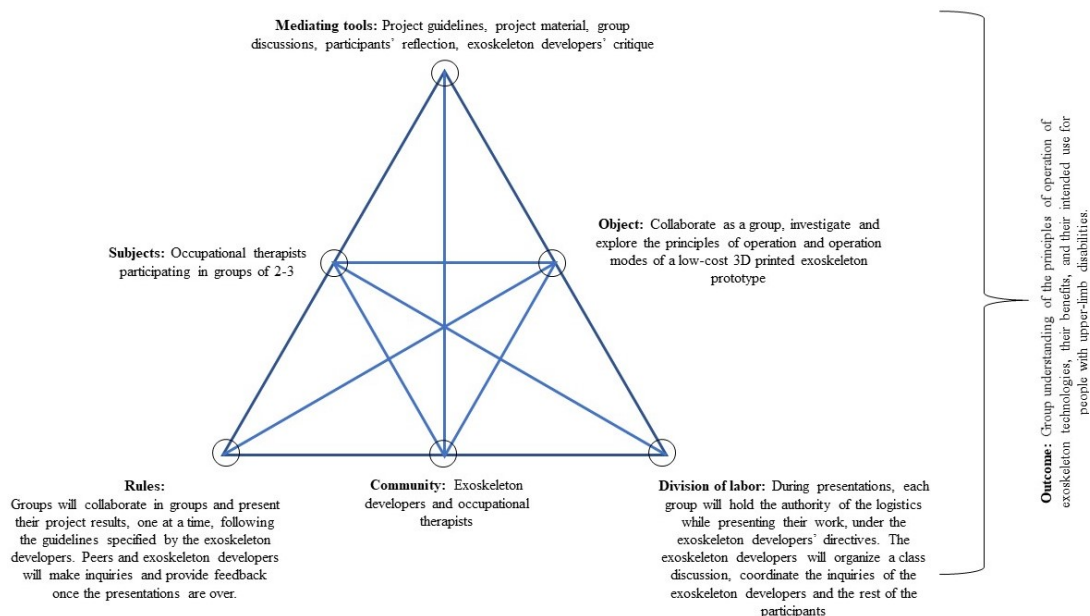 Mediating tools: Project guidelines, project material, group
discussions, participants' reflection, exoskeleton developers' critique
Subjects: Occupational therapists
participating in groups of 2-3
Object: Collaborate as a group, investigate and
explore the principles of operation and operation
modes of a low-cost 3D printed exoskeleton
prototype
Rules:
Groups will collaborate in groups and present
their project results, one at a time, following
the guidelines specified by the exoskeleton
developers. Peers and exoskeleton developers
will make inquiries and provide feedback
once the presentations are over.
Community: Exoskeleton
developers and occupational
therapists
Division of labor: During presentations, each
group will hold the authority of the logistics
while presenting their work, under the
exoskeleton developers' directives. The
exoskeleton developers will organize a class
discussion, coordinate the inquiries of the
exoskeleton developers and the rest of the
participants
Outcome: Group understanding of the principles of operation of
exoskeleton technologies, their benefits, and their intended use for
people with upper-limb disabilities.